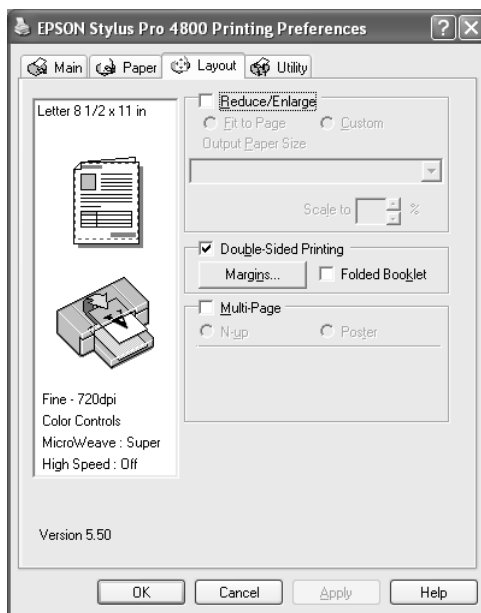 EPSON Stylus Pro 4800 Printing Preferences
Main Paper Layout Utility
Letter 8 1/2 x 11 in
Fine - 720dpi
Color Controls
MicroWeave : Super
High Speed : Off
Version 5.50
Reduce/Enlarge
Fit to Page Custom
Output Paper Size
Scale to %
Double-Sided Printing
Margins... Folded Booklet
Multi-Page
N-up Poster
OK Cancel Apply Help